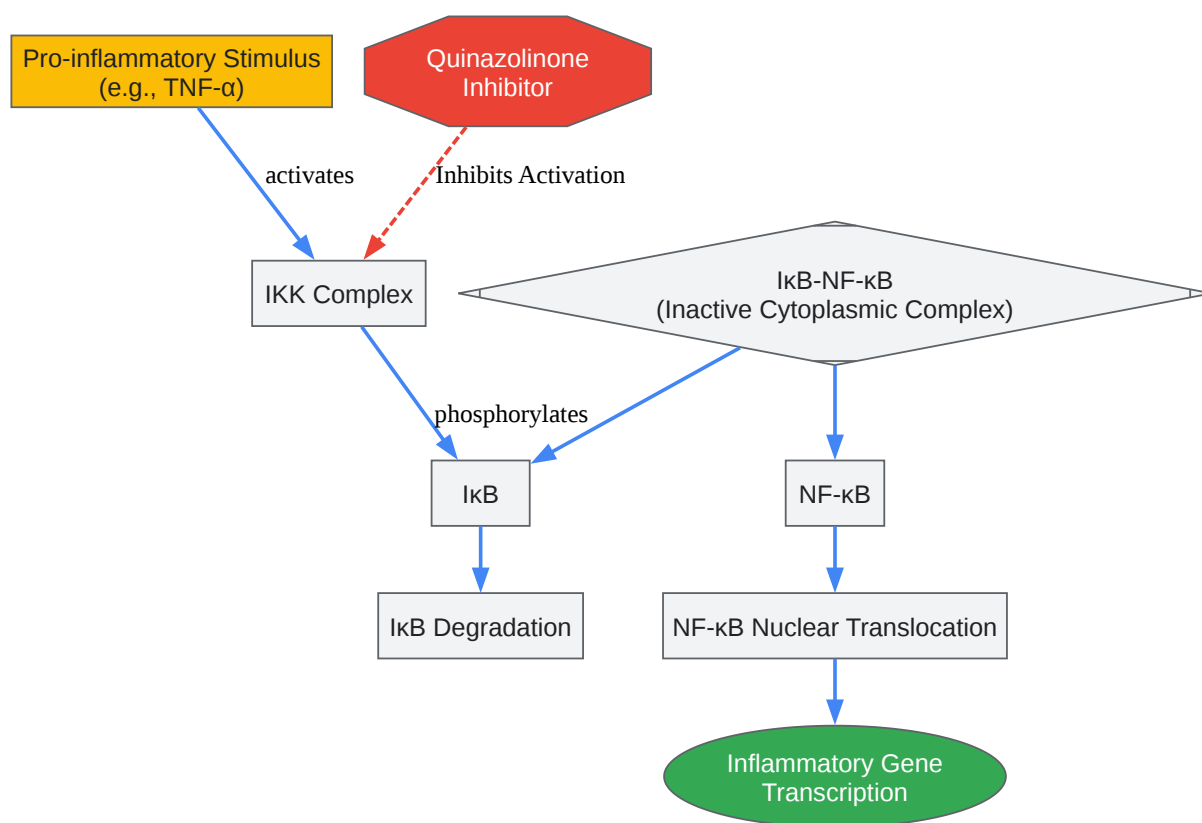 Pro-inflammatory Stimulus
(e.g., TNF-α)
Quinazolinone
Inhibitor
activates
Inhibits Activation
IKK Complex
IκB-NF-κB
(Inactive Cytoplasmic Complex)
phosphorylates
IκB
NF-κB
IκB Degradation
NF-κB Nuclear Translocation
Inflammatory Gene
Transcription